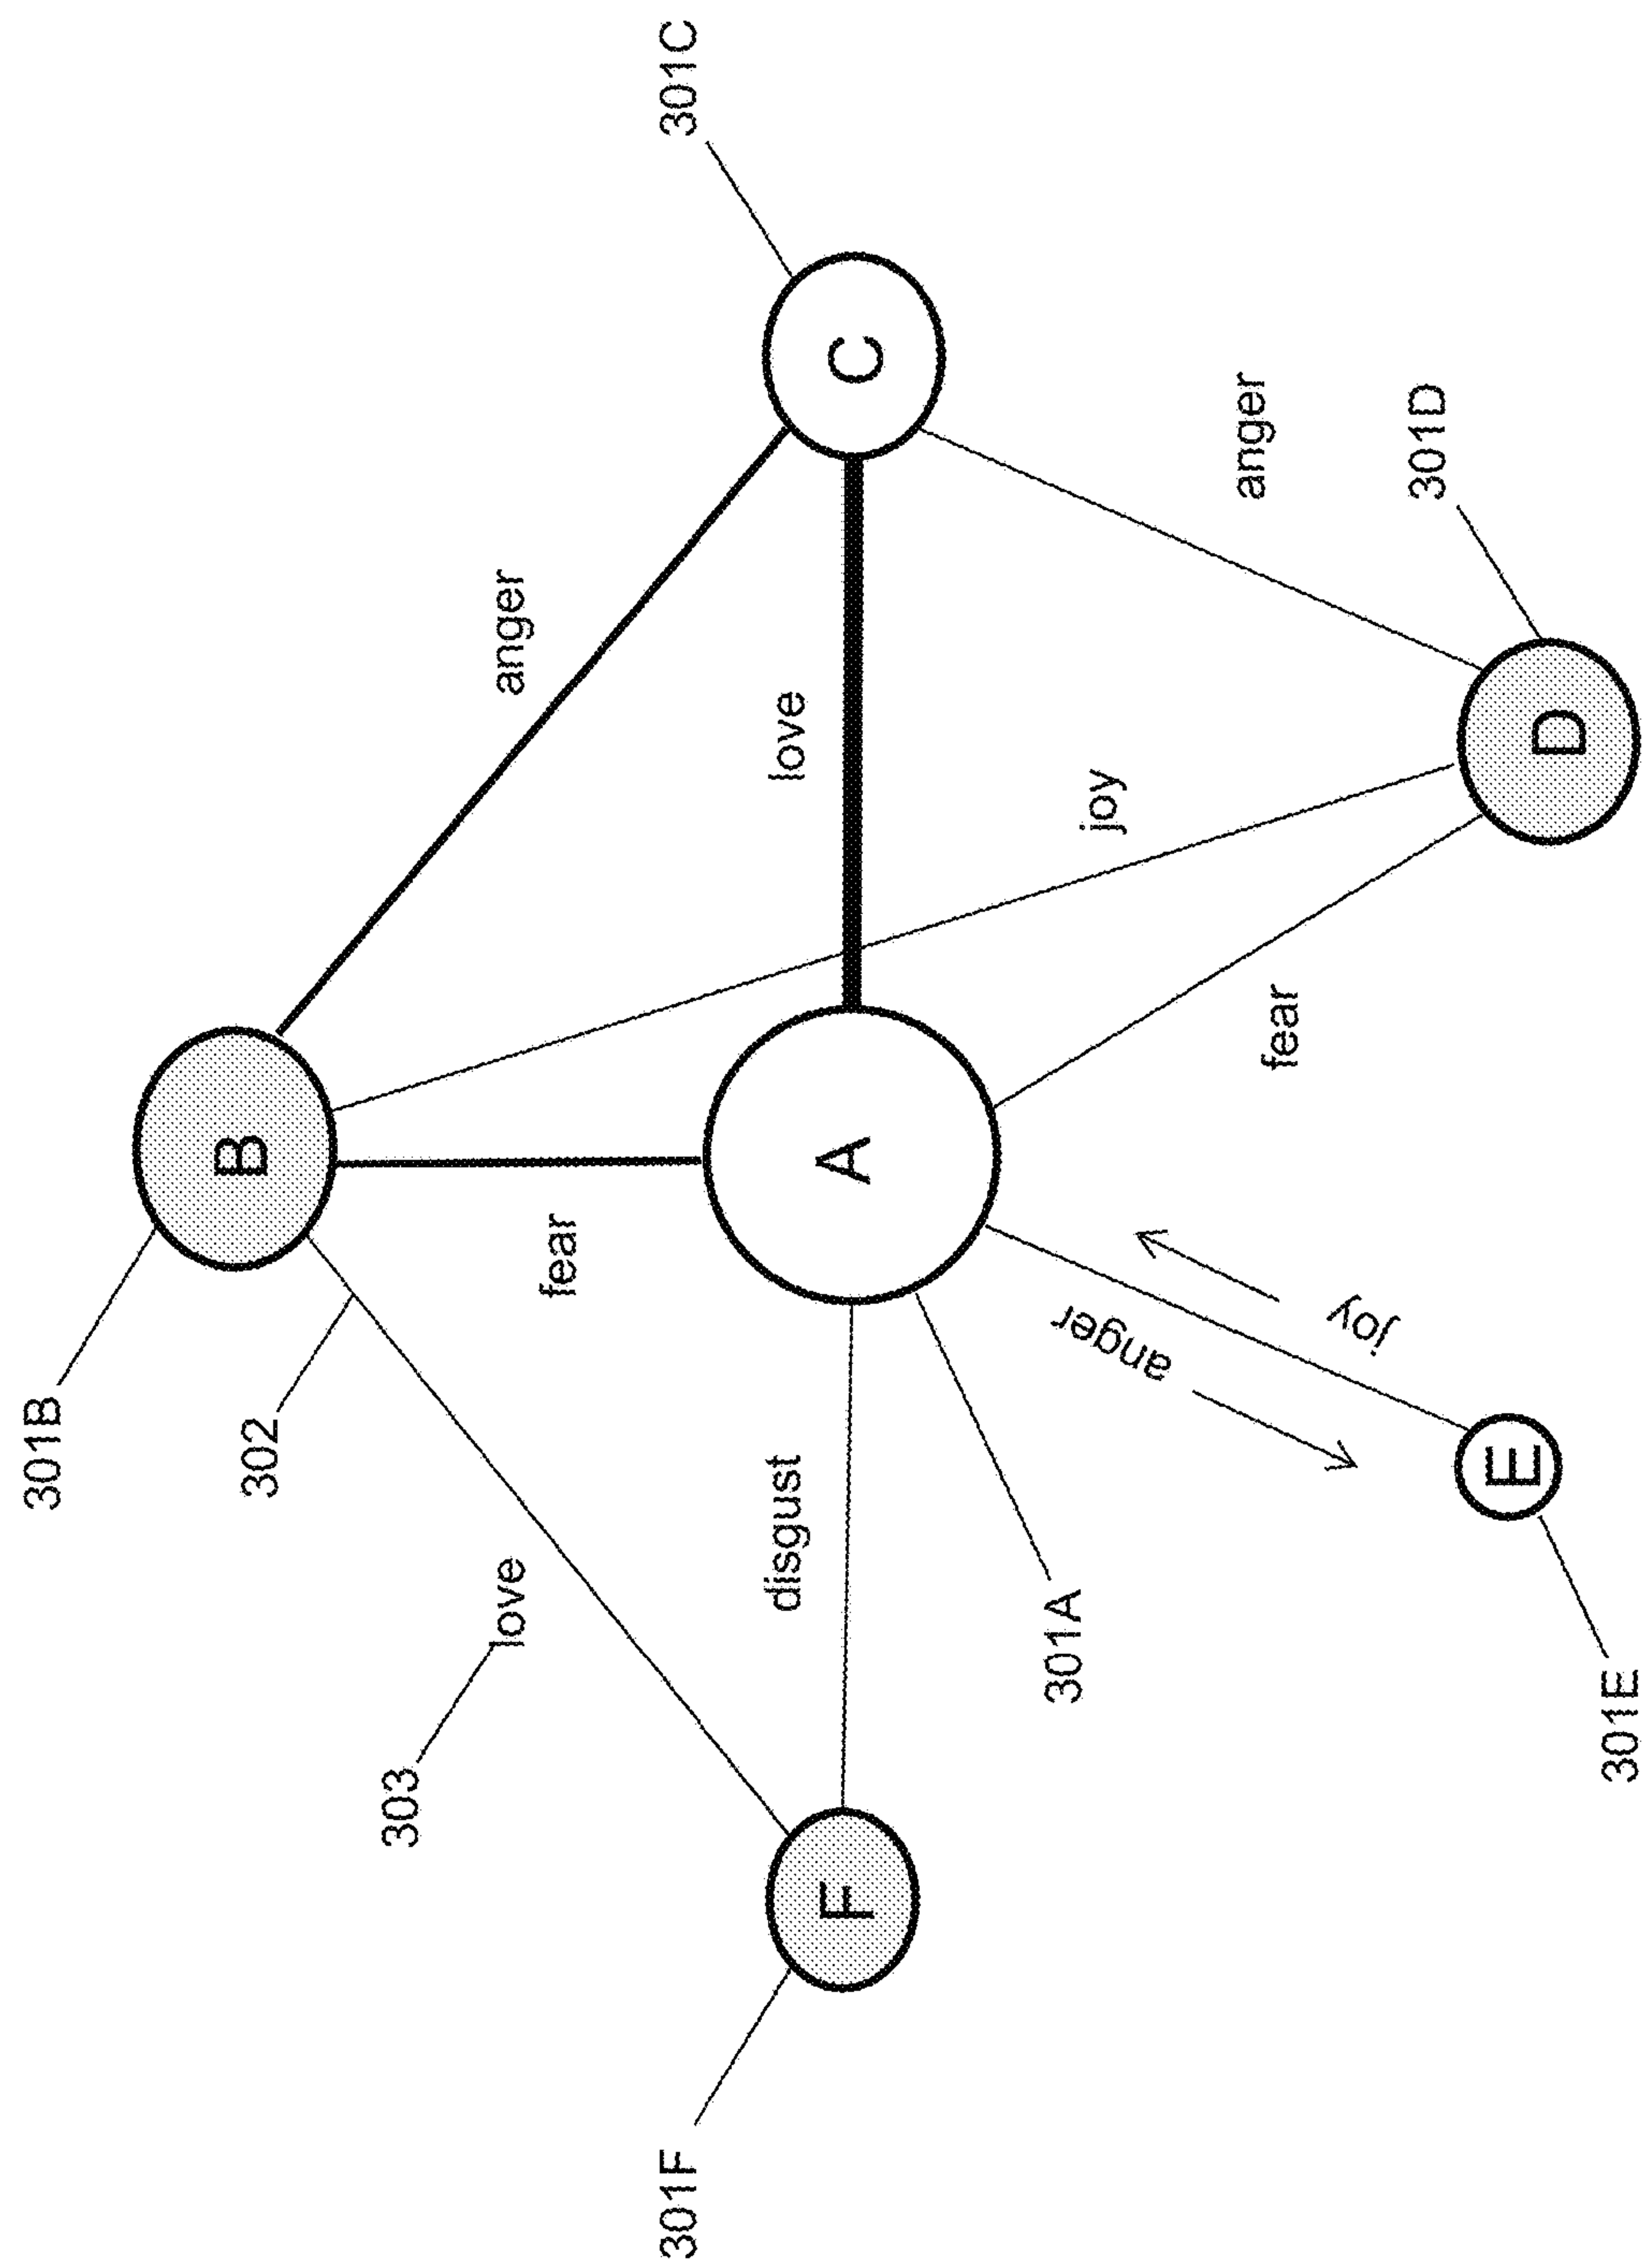 301B
B
302
303
love
anger
fear
301F
301C
disgust
love
F
A
C
301A
joy
anger
anger
fear
joy
301D
E
D
301E